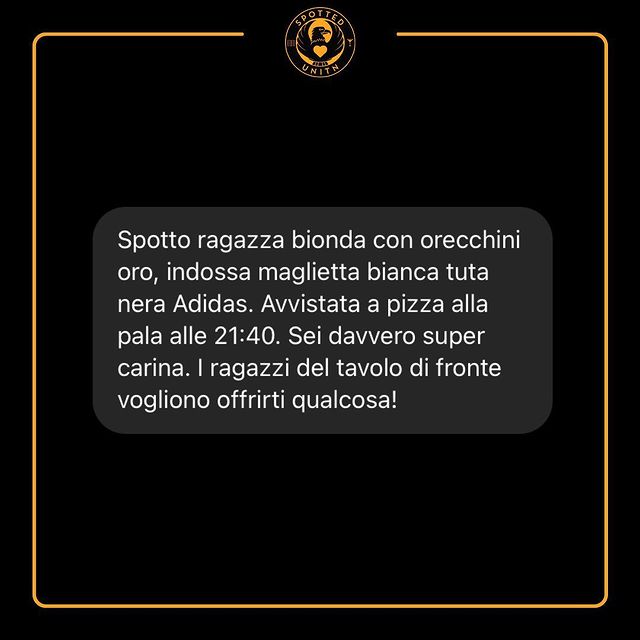 SPOTTED
UNITN
Spotto ragazza bionda con orecchini
oro, indossa maglietta bianca tuta
nera Adidas. Avvistata a pizza alla
pala alle 21:40. Sei davvero super
carina. I ragazzi del tavolo di fronte
vogliono offrirti qualcosa!